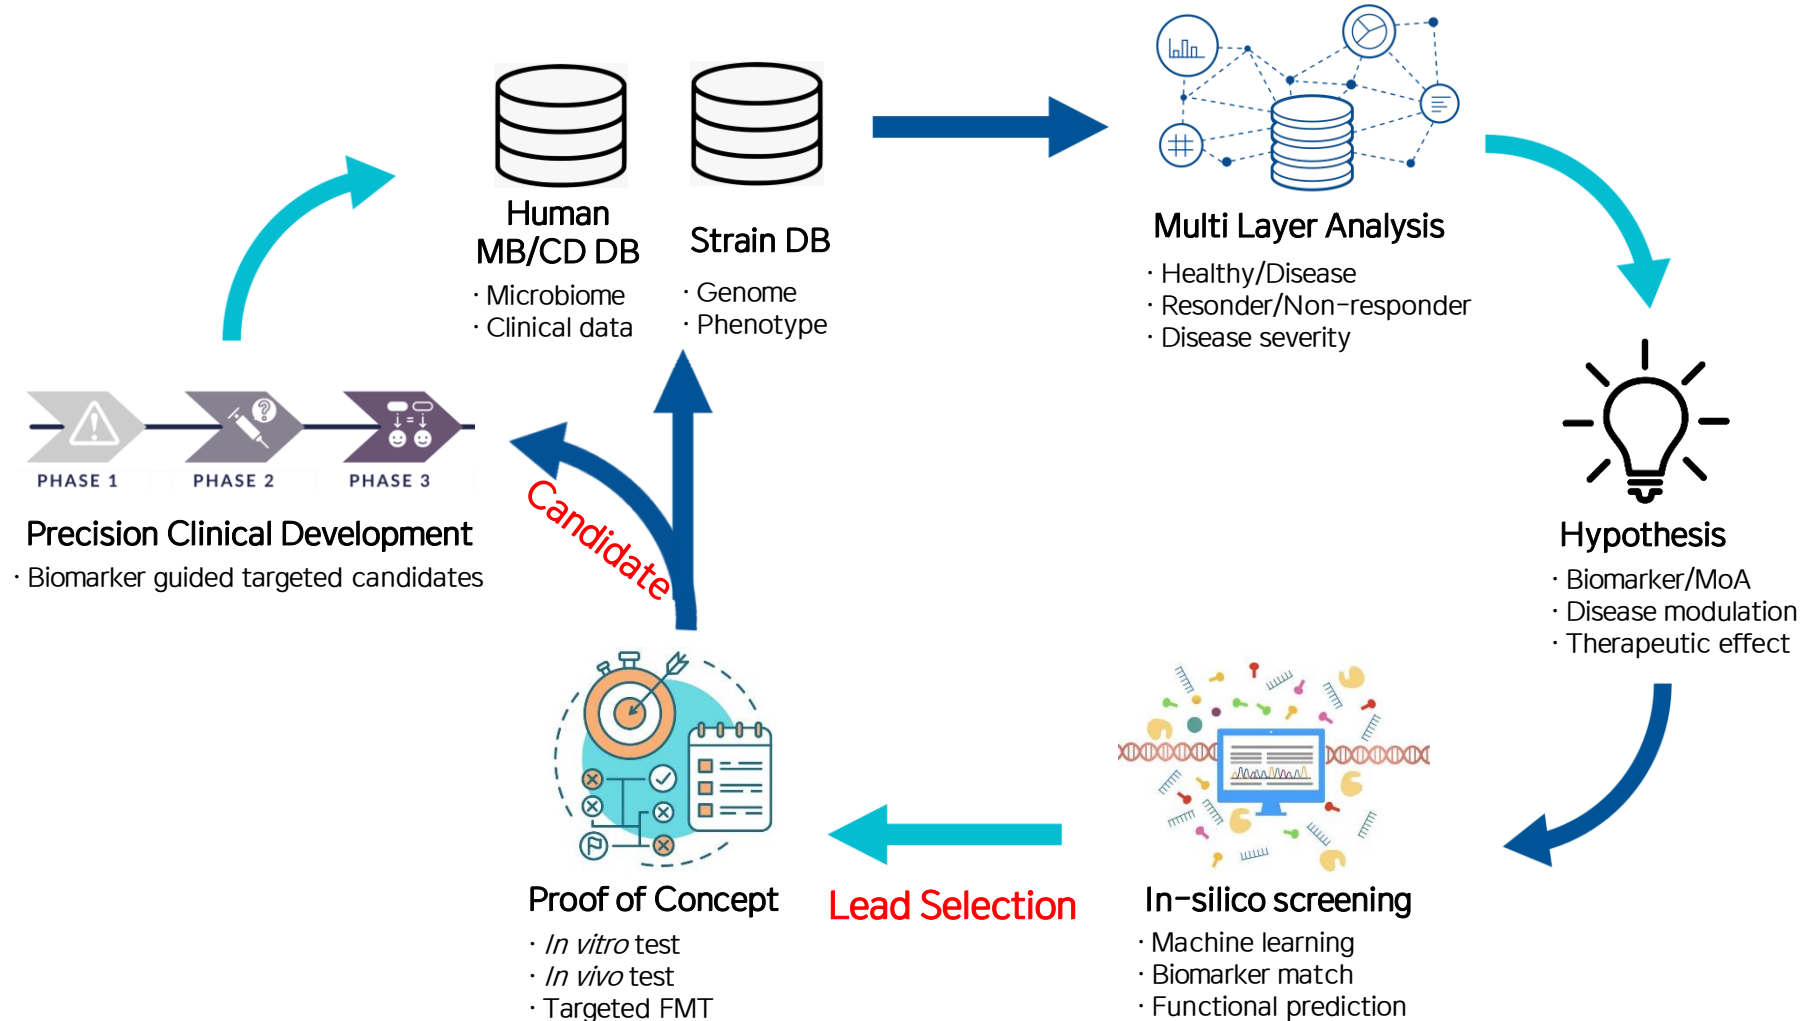 Human
MB/CD DB
· Microbiome
· Clinical data
Strain DB
· Genome
· Phenotype
Multi Layer Analysis
· Healthy/Disease
· Resonder/Non-responder
· Disease severity
Hypothesis
· Biomarker/MoA
· Disease modulation
· Therapeutic effect
In-silico screening
· Machine learning
· Biomarker match
· Functional prediction
Lead Selection
Proof of Concept
· In vitro test
· In vivo test
· Targeted FMT
Candidate
PHASE 1
PHASE 2
PHASE 3
Precision Clinical Development
· Biomarker guided targeted candidates